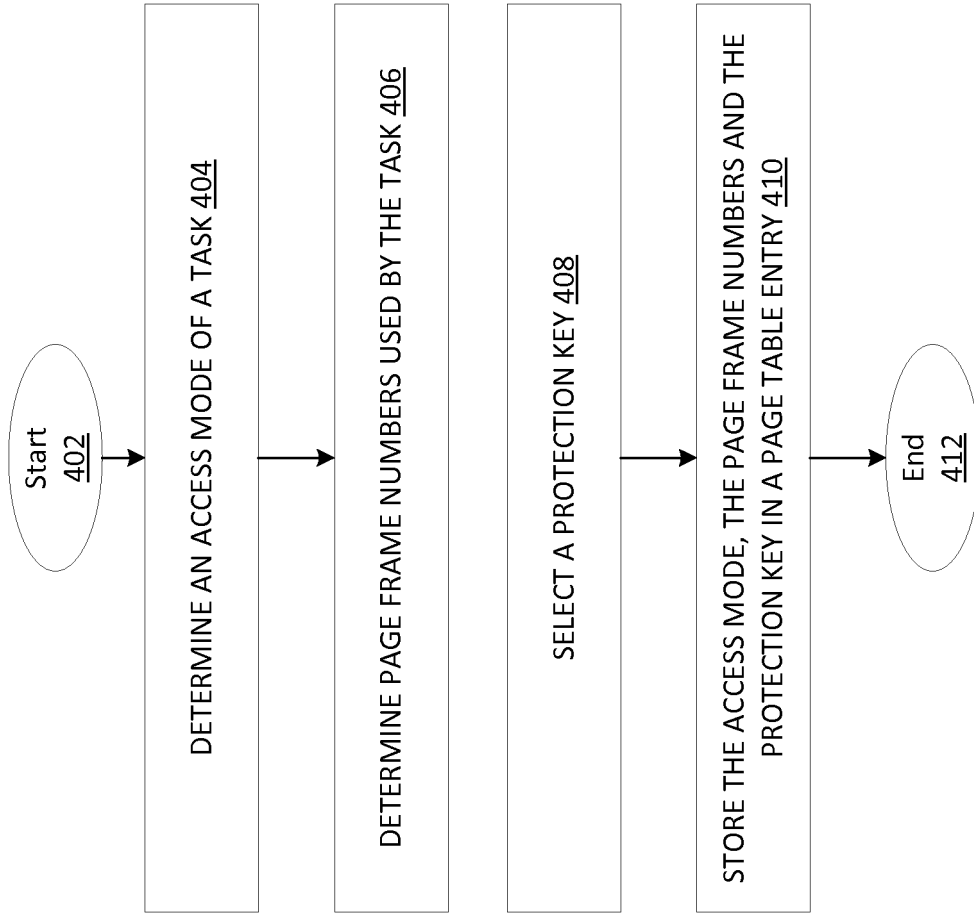 Start
402
DETERMINE AN ACCESS MODE OF A TASK 404
DETERMINE PAGE FRAME NUMBERS USED BY THE TASK 406
SELECT A PROTECTION KEY 408
STORE THE ACCESS MODE, THE PAGE FRAME NUMBERS AND THE
PROTECTION KEY IN A PAGE TABLE ENTRY 410
End
412